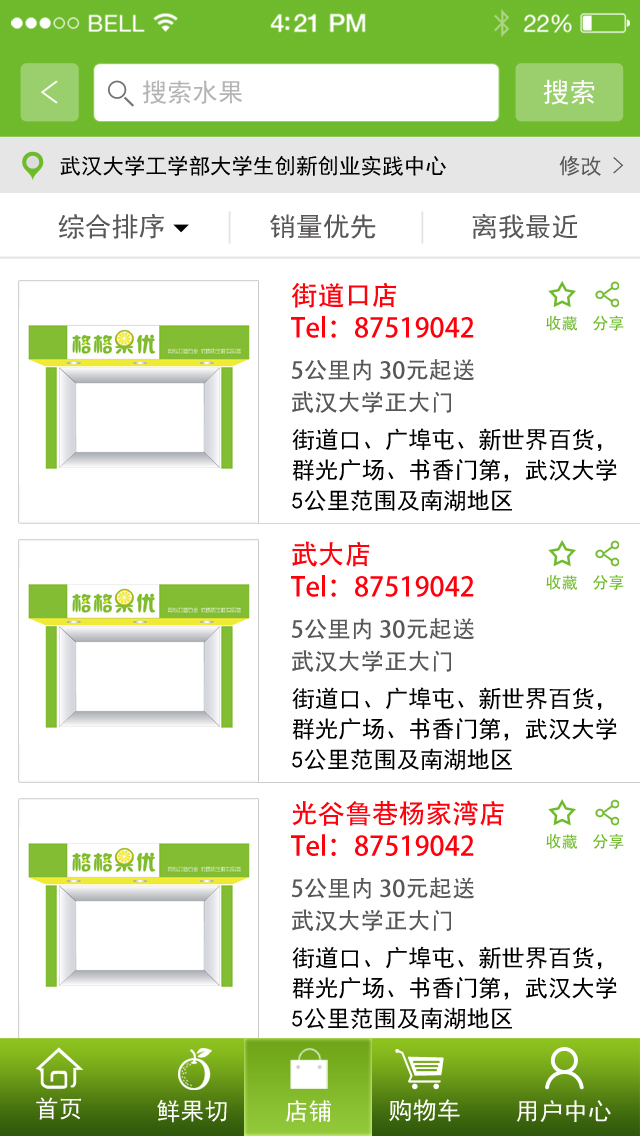 BELL 4:21 PM 22%
搜索水果 搜索
武汉大学工学部大学生创新创业实践中心 修改
综合排序 销量优先 离我最近
格格果优
街道口店
Tel：87519042
收藏 分享
5公里内 30元起送
武汉大学正大门
街道口、广埠屯、新世界百货，
群光广场、书香门第，武汉大学
5公里范围及南湖地区
格格果优
武大店
Tel：87519042
收藏 分享
5公里内 30元起送
武汉大学正大门
街道口、广埠屯、新世界百货，
群光广场、书香门第，武汉大学
5公里范围及南湖地区
格格果优
光谷鲁巷杨家湾店
Tel：87519042
收藏 分享
5公里内 30元起送
武汉大学正大门
街道口、广埠屯、新世界百货，
群光广场、书香门第，武汉大学
5公里范围及南湖地区
首页 鲜果切 店铺 购物车 用户中心